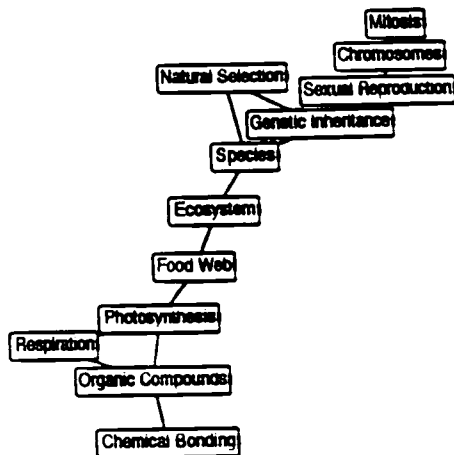 Mitosis
Chromosomes
Natural Selection
Sexual Reproduction
Genetic Inheritance
Species
Ecosystem
Food Web
Photosynthesis
Respiration
Organic Compounds
Chemical Bonding